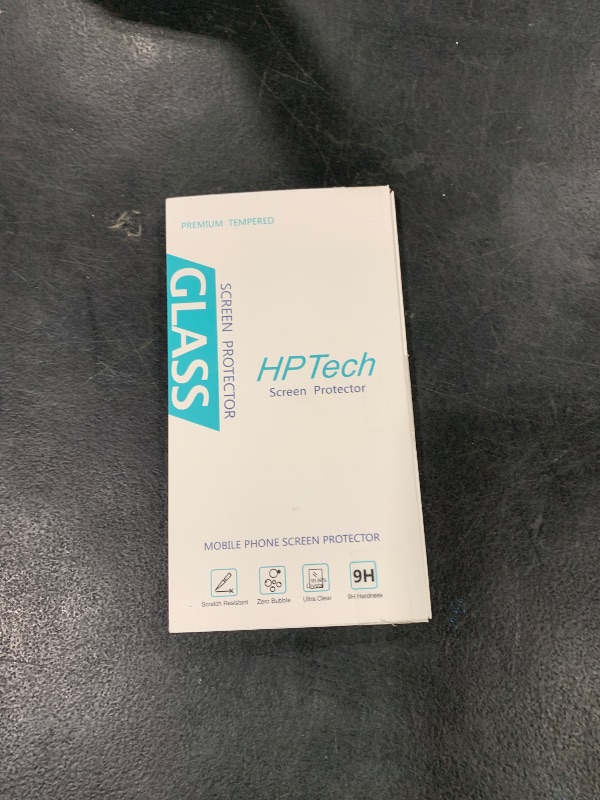 PREMIUM TEMPERED
GLASS
SCREEN PROTECTOR
HPTech
Screen Protector
MOBILE PHONE SCREEN PROTECTOR
9H
Scratch Resistant
Zero Bubble
Ultra Clear
9H Hardness